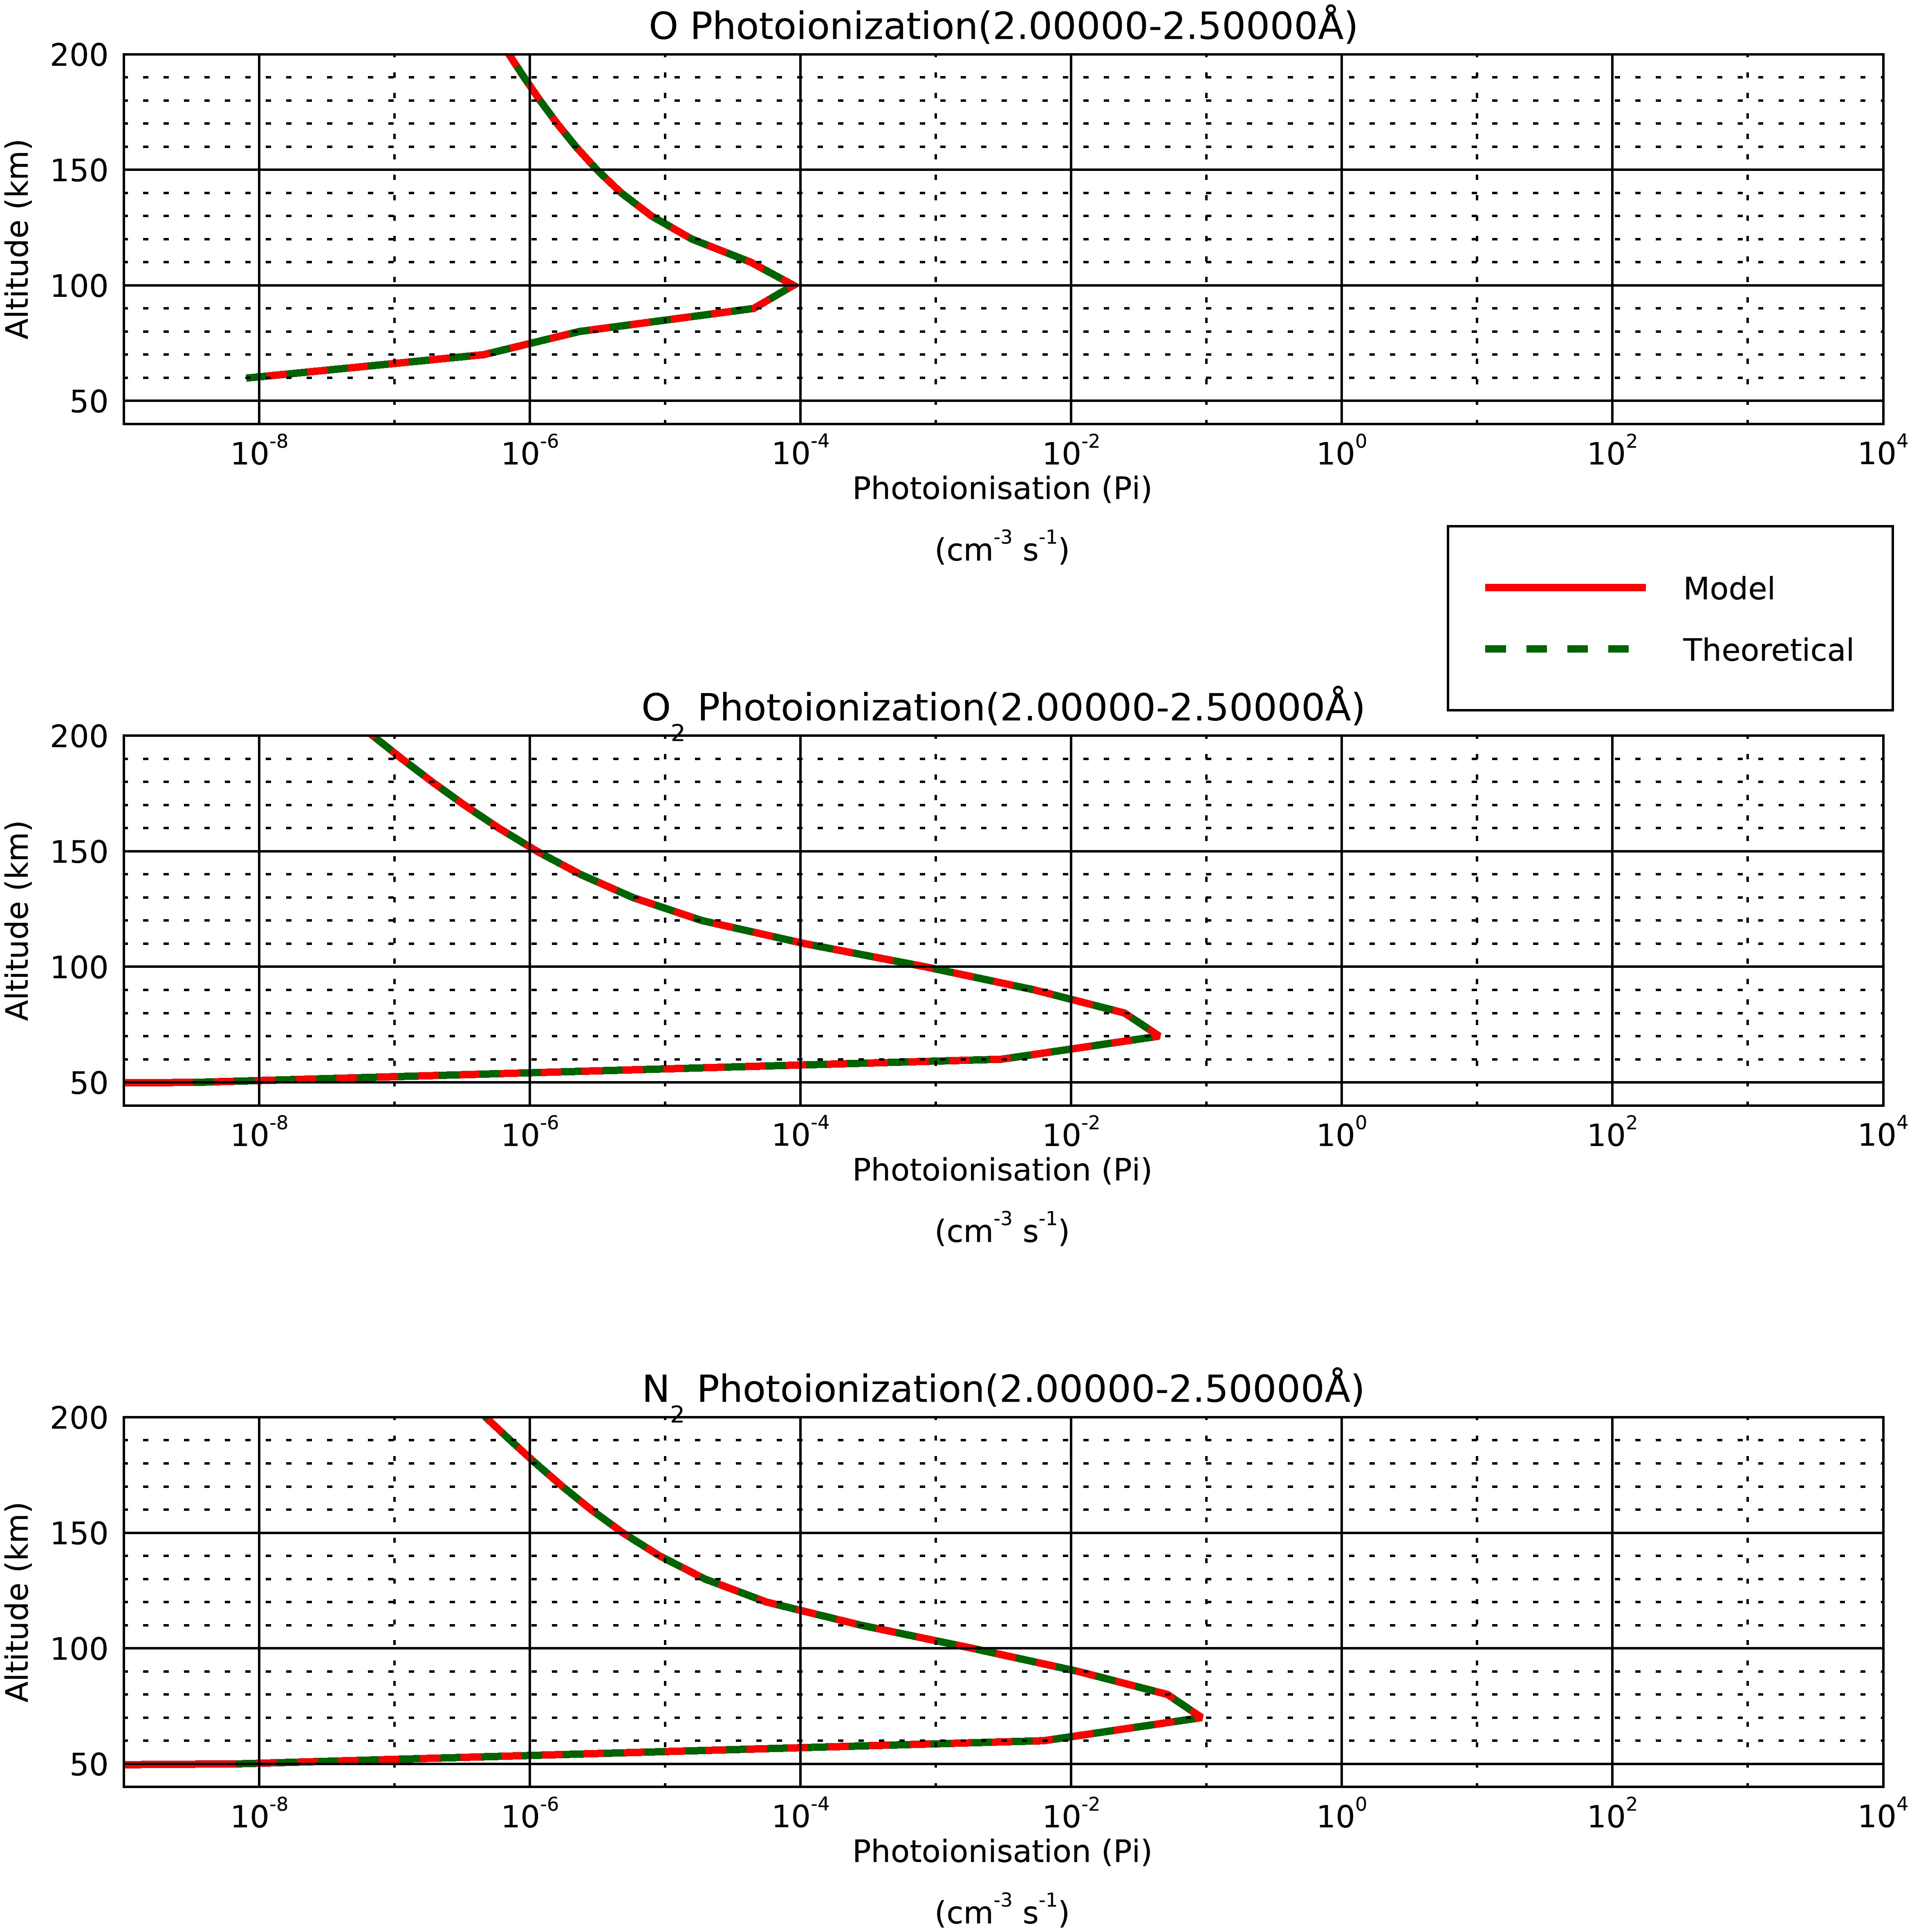 O Photoionization(2.00000-2.50000Å)
200
150
100
50
Altitude (km)
10⁻⁸ 10⁻⁶ 10⁻⁴ 10⁻² 10⁰ 10² 10⁴
Photoionisation (Pi)
(cm⁻³ s⁻¹)
Model
Theoretical
O₂ Photoionization(2.00000-2.50000Å)
200
150
100
50
Altitude (km)
10⁻⁸ 10⁻⁶ 10⁻⁴ 10⁻² 10⁰ 10² 10⁴
Photoionisation (Pi)
(cm⁻³ s⁻¹)
N₂ Photoionization(2.00000-2.50000Å)
200
150
100
50
Altitude (km)
10⁻⁸ 10⁻⁶ 10⁻⁴ 10⁻² 10⁰ 10² 10⁴
Photoionisation (Pi)
(cm⁻³ s⁻¹)